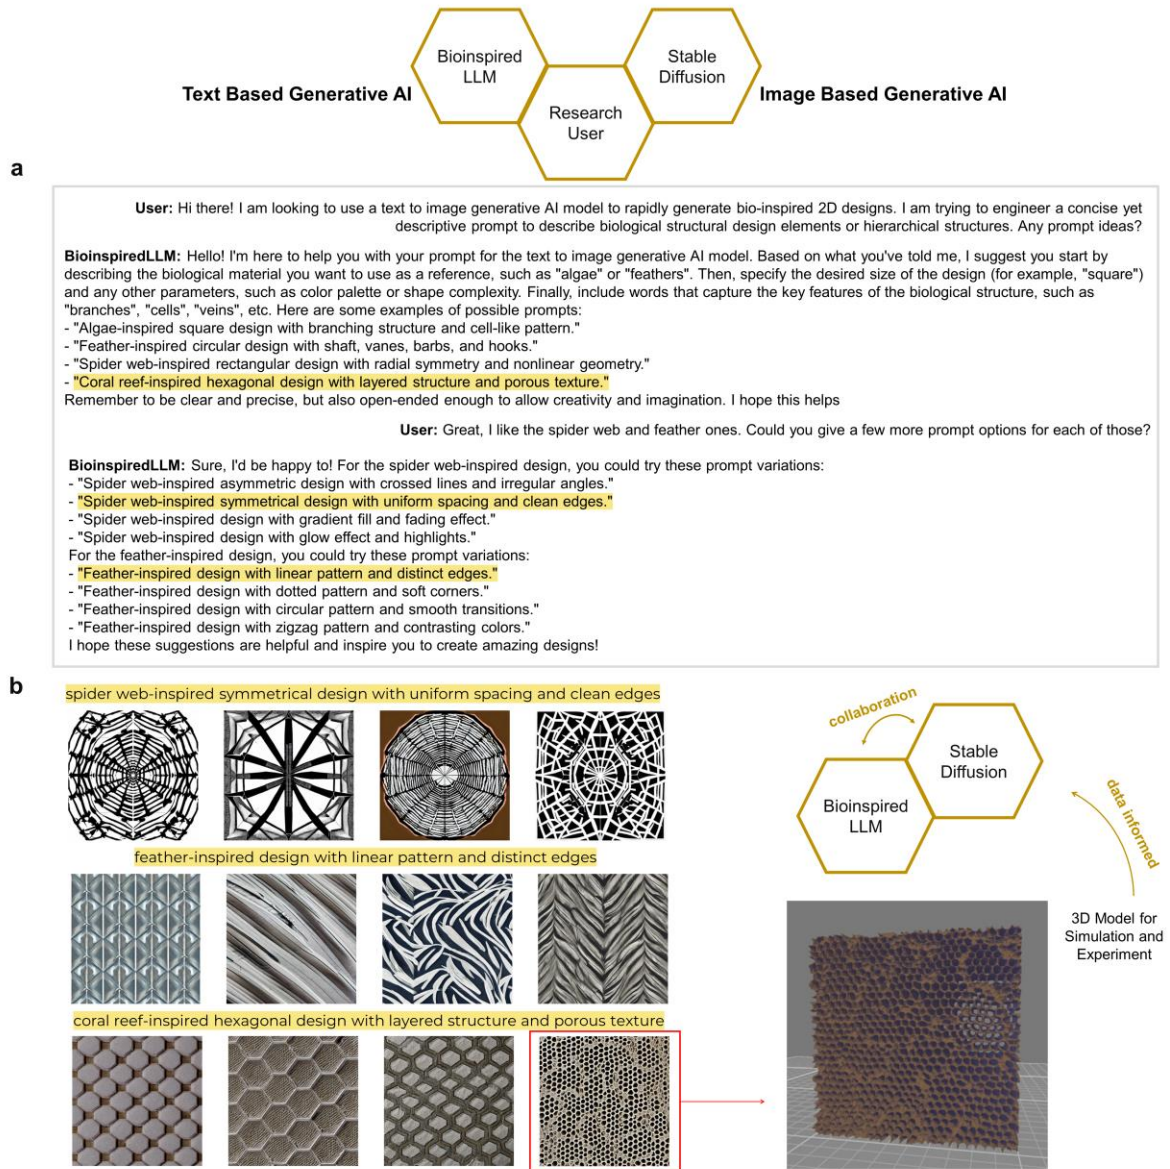 Bioinspired
LLM
Stable
Diffusion
Text Based Generative AI
Image Based Generative AI
Research
User
a
User: Hi there! I am looking to use a text to image generative AI model to rapidly generate bio-inspired 2D designs. I am trying to engineer a concise yet
descriptive prompt to describe biological structural design elements or hierarchical structures. Any prompt ideas?
BioinspiredLLM: Hello! I'm here to help you with your prompt for the text to image generative AI model. Based on what you've told me, I suggest you start by
describing the biological material you want to use as a reference, such as "algae" or "feathers". Then, specify the desired size of the design (for example, "square")
and any other parameters, such as color palette or shape complexity. Finally, include words that capture the key features of the biological structure, such as
"branches", "cells", "veins", etc. Here are some examples of possible prompts:
- "Algae-inspired square design with branching structure and cell-like pattern."
- "Feather-inspired circular design with shaft, vanes, barbs, and hooks."
- "Spider web-inspired rectangular design with radial symmetry and nonlinear geometry."
- "Coral reef-inspired hexagonal design with layered structure and porous texture."
Remember to be clear and precise, but also open-ended enough to allow creativity and imagination. I hope this helps
User: Great, I like the spider web and feather ones. Could you give a few more prompt options for each of those?
BioinspiredLLM: Sure, I'd be happy to! For the spider web-inspired design, you could try these prompt variations:
- "Spider web-inspired asymmetric design with crossed lines and irregular angles."
- "Spider web-inspired symmetrical design with uniform spacing and clean edges."
- "Spider web-inspired design with gradient fill and fading effect."
- "Spider web-inspired design with glow effect and highlights."
For the feather-inspired design, you could try these prompt variations:
- "Feather-inspired design with linear pattern and distinct edges."
- "Feather-inspired design with dotted pattern and soft corners."
- "Feather-inspired design with circular pattern and smooth transitions."
- "Feather-inspired design with zigzag pattern and contrasting colors."
I hope these suggestions are helpful and inspire you to create amazing designs!
b
spider web-inspired symmetrical design with uniform spacing and clean edges
feather-inspired design with linear pattern and distinct edges
coral reef-inspired hexagonal design with layered structure and porous texture
collaboration
Stable
Diffusion
Bioinspired
LLM
data informed
3D Model for
Simulation and
Experiment